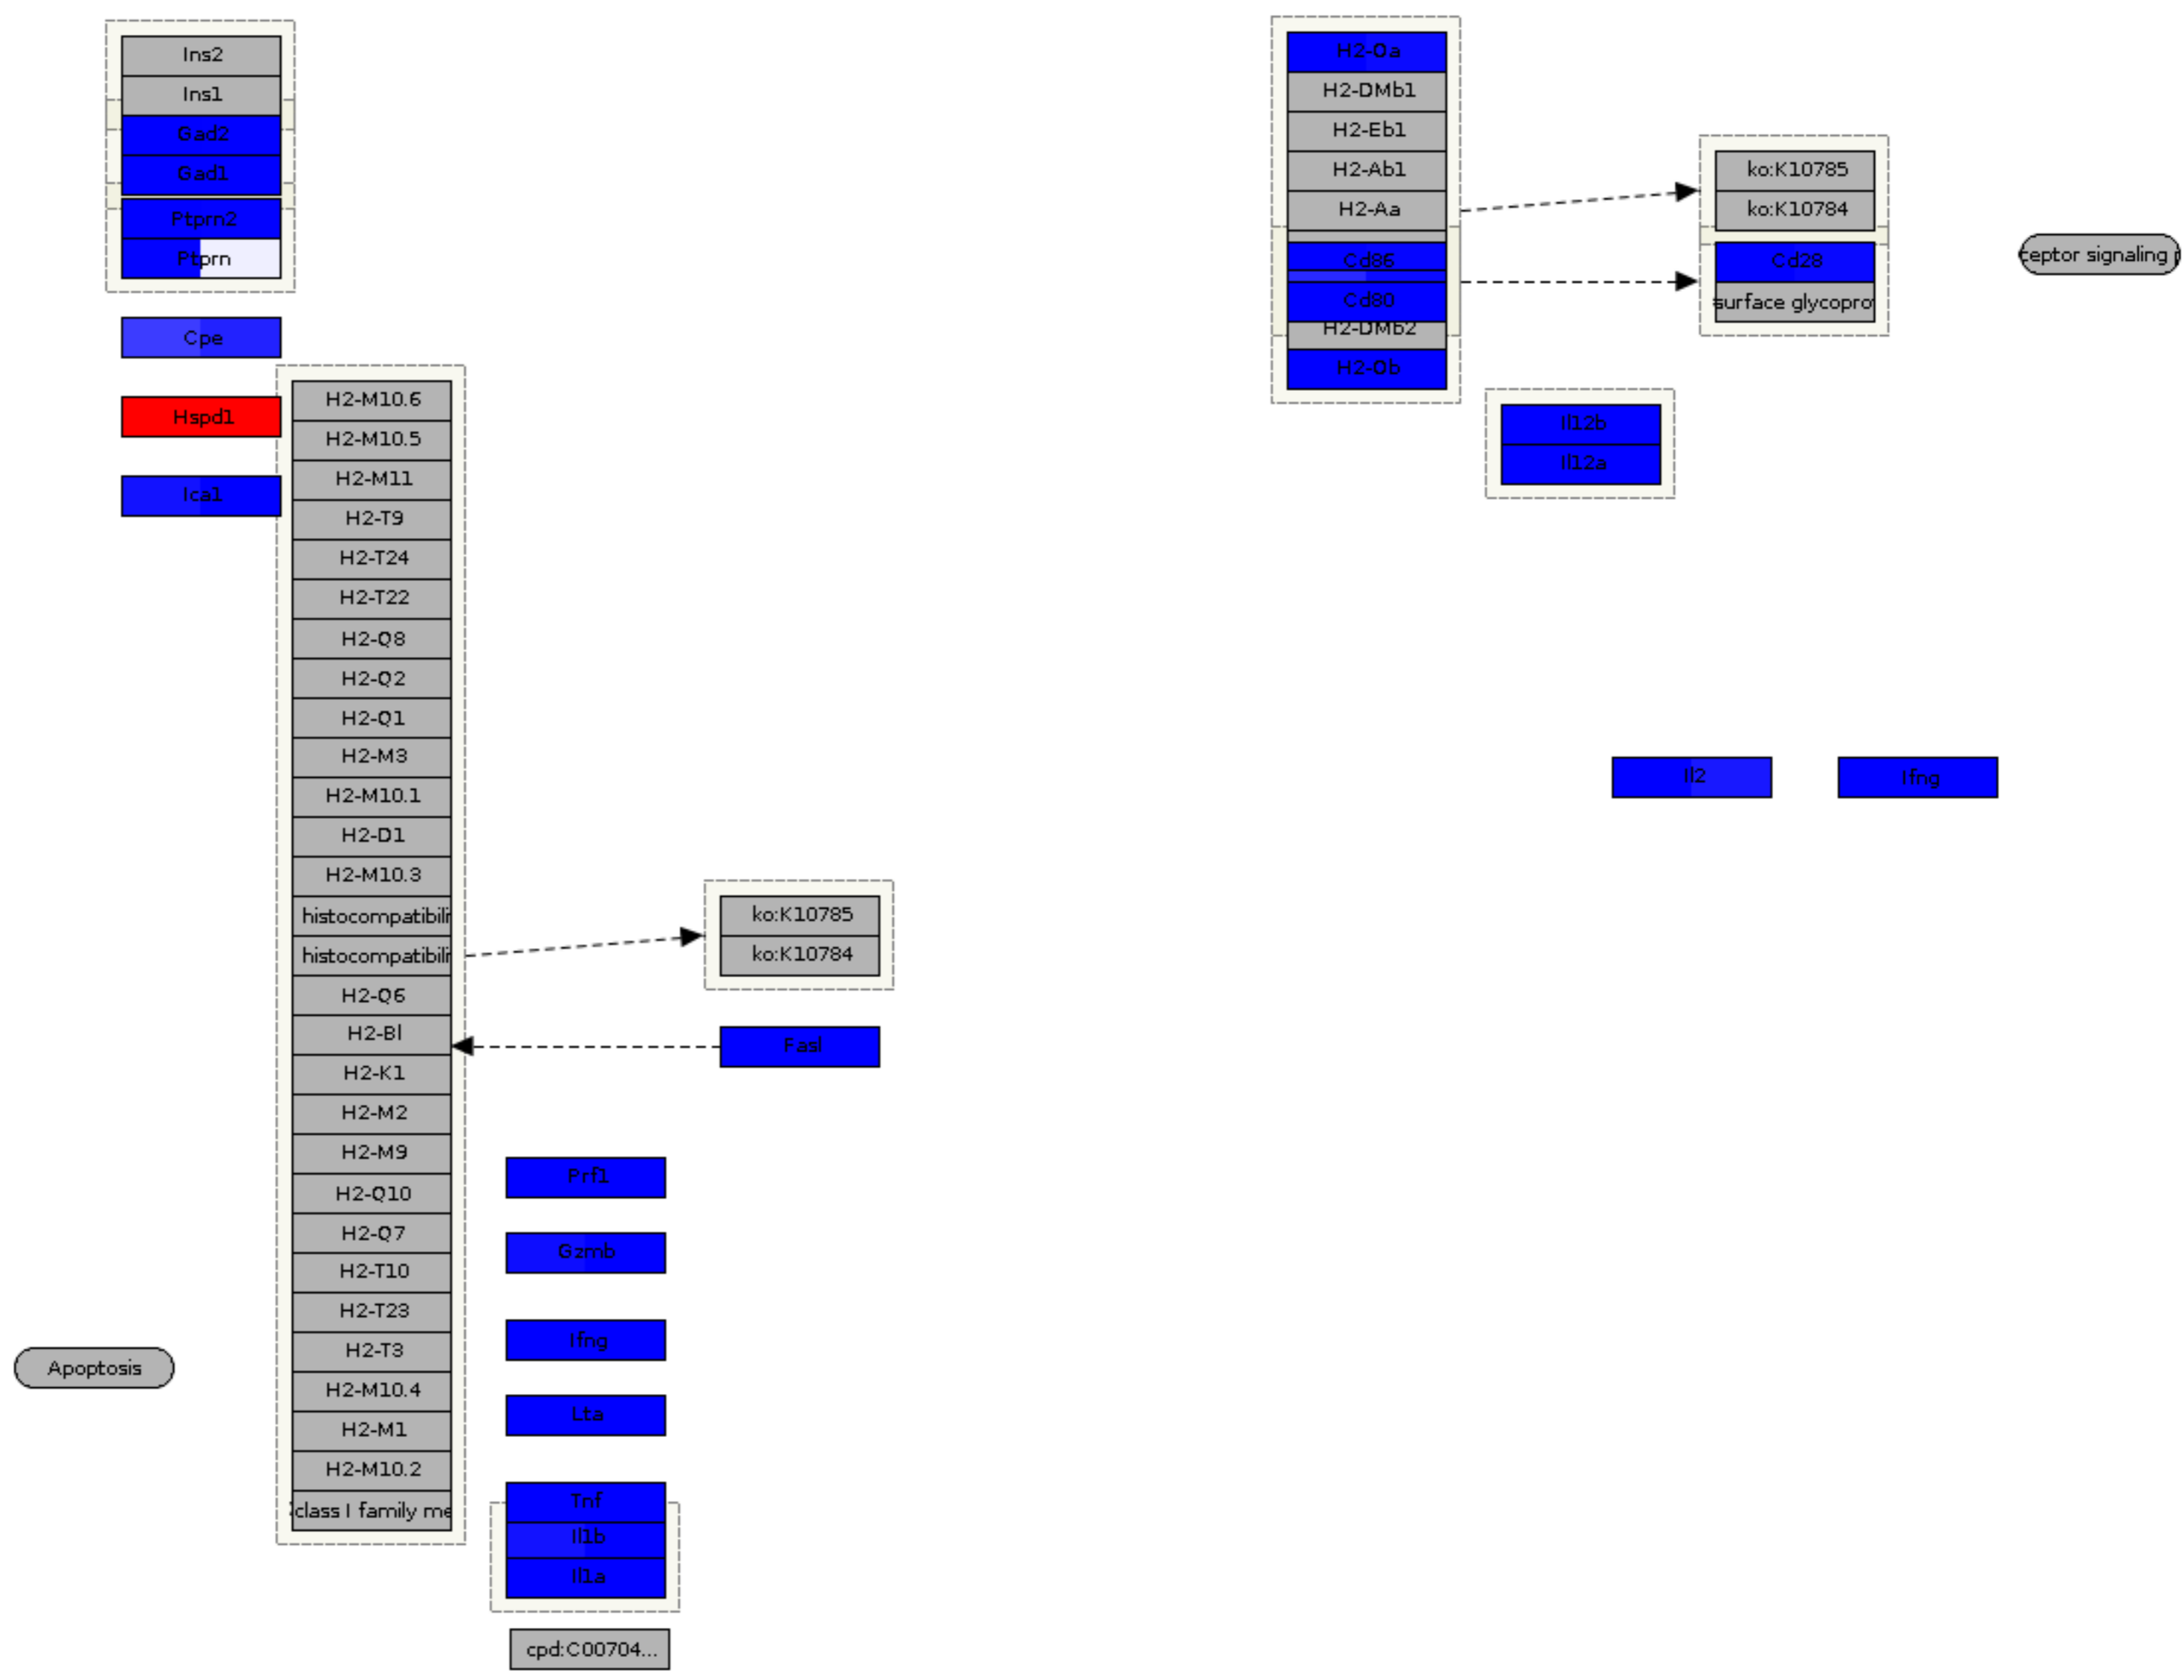 Ins2
Ins1
Gad2
Gad1
Ptprn2
Ptprn
Cpe
Hspd1
Ica1
H2-M10.6
H2-M10.5
H2-M11
H2-T9
H2-T24
H2-T22
H2-Q8
H2-Q2
H2-Q1
H2-M3
H2-M10.1
H2-D1
H2-M10.3
histocompatibili
histocompatibili
H2-Q6
H2-Bl
H2-K1
H2-M2
H2-M9
H2-Q10
H2-Q7
H2-T10
H2-T23
H2-T3
H2-M10.4
H2-M1
H2-M10.2
class I family me
Apoptosis
ko:K10785
ko:K10784
Fasl
Prf1
Gzmb
Ifng
Lta
Tnf
Il1b
Il1a
cpd:C00704...
H2-Oa
H2-DMb1
H2-Eb1
H2-Ab1
H2-Aa
Cd86
Cd80
H2-DMb2
H2-Ob
ko:K10785
ko:K10784
Cd28
surface glycopro
ceptor signaling p
Il12b
Il12a
Il2
Ifng